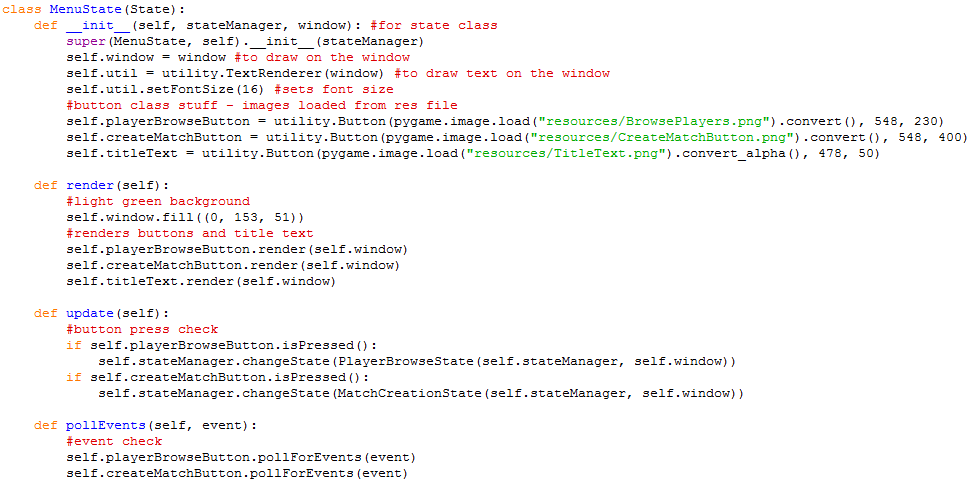 class MenuState(State):
    def __init__(self, stateManager, window): #for state class
        super(MenuState, self).__init__(stateManager)
        self.window = window #to draw on the window
        self.util = utility.TextRenderer(window) #to draw text on the window
        self.util.setFontSize(16) #sets font size
        #button class stuff - images loaded from res file
        self.playerBrowseButton = utility.Button(pygame.image.load("resources/BrowsePlayers.png").convert(), 548, 230)
        self.createMatchButton = utility.Button(pygame.image.load("resources/CreateMatchButton.png").convert(), 548, 400)
        self.titleText = utility.Button(pygame.image.load("resources/TitleText.png").convert_alpha(), 478, 50)

    def render(self):
        #light green background
        self.window.fill((0, 153, 51))
        #renders buttons and title text
        self.playerBrowseButton.render(self.window)
        self.createMatchButton.render(self.window)
        self.titleText.render(self.window)

    def update(self):
        #button press check
        if self.playerBrowseButton.isPressed():
            self.stateManager.changeState(PlayerBrowseState(self.stateManager, self.window))
        if self.createMatchButton.isPressed():
            self.stateManager.changeState(MatchCreationState(self.stateManager, self.window))

    def pollEvents(self, event):
        #event check
        self.playerBrowseButton.pollForEvents(event)
        self.createMatchButton.pollForEvents(event)